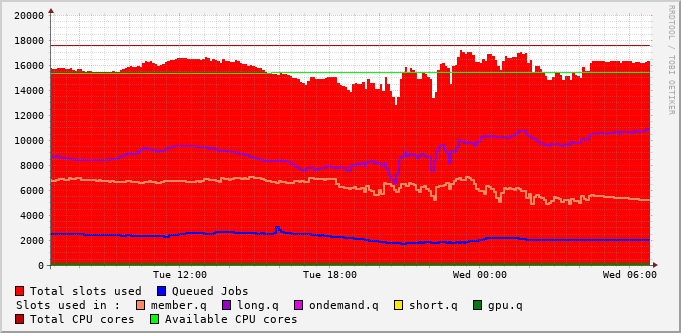 20000
18000
16000
14000
12000
10000
8000
6000
4000
2000
0
Tue 12:00 Tue 18:00 Wed 00:00 Wed 06:00
Total slots used Queued Jobs
Slots used in : member.q long.q ondemand.q short.q gpu.q
Total CPU cores Available CPU cores
RRDTOOL / TOBI OETIKER